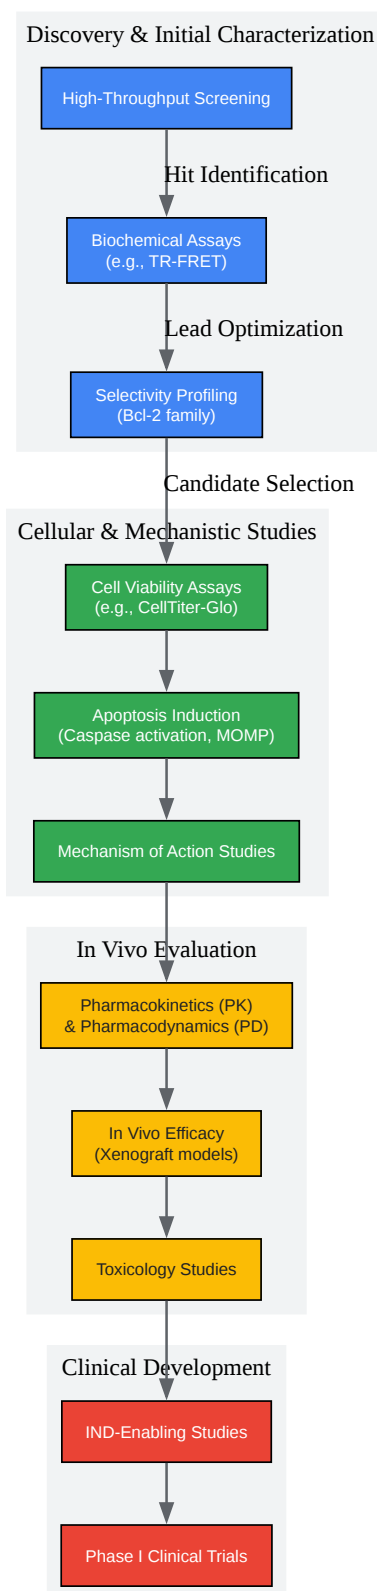 Discovery & Initial Characterization
High-Throughput Screening
Hit Identification
Biochemical Assays
(e.g., TR-FRET)
Lead Optimization
Selectivity Profiling
(Bcl-2 family)
Candidate Selection
Cellular & Mechanistic Studies
Cell Viability Assays
(e.g., CellTiter-Glo)
Apoptosis Induction
(Caspase activation, MOMP)
Mechanism of Action Studies
In Vivo Evaluation
Pharmacokinetics (PK)
& Pharmacodynamics (PD)
In Vivo Efficacy
(Xenograft models)
Toxicology Studies
Clinical Development
IND-Enabling Studies
Phase I Clinical Trials